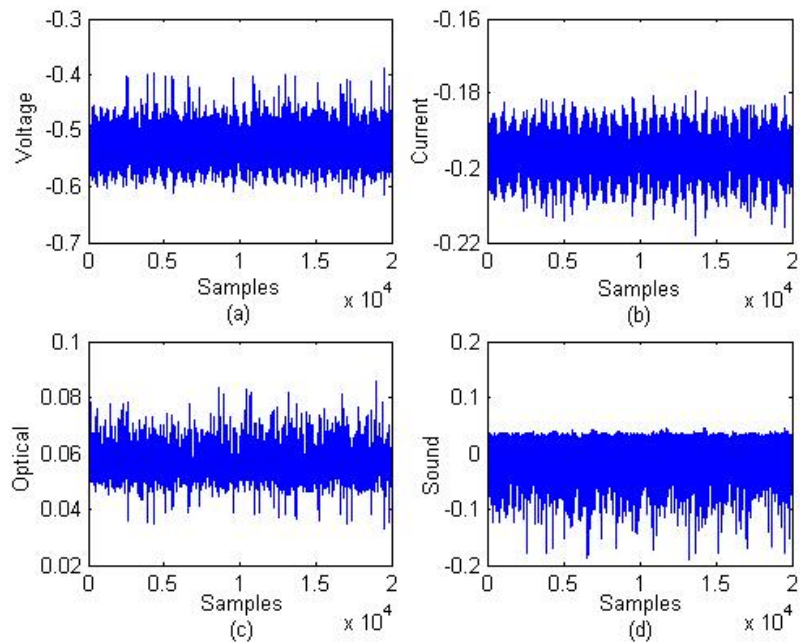 -0.3
-0.4
-0.5
-0.6
-0.7
Voltage
0 0.5 1 1.5 2
Samples
x 10^4
(a)
-0.16
-0.18
-0.2
-0.22
Current
0 0.5 1 1.5 2
Samples
x 10^4
(b)
0.1
0.08
0.06
0.04
0.02
Optical
0 0.5 1 1.5 2
Samples
x 10^4
(c)
0.2
0.1
0
-0.1
-0.2
Sound
0 0.5 1 1.5 2
Samples
x 10^4
(d)